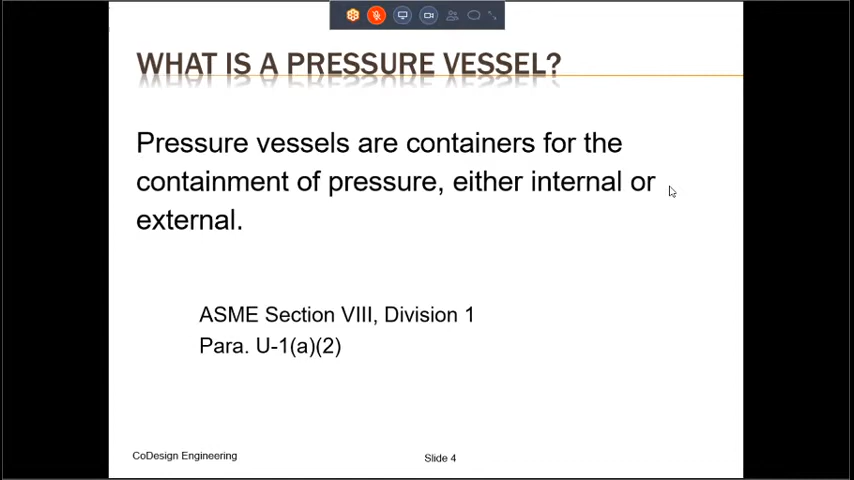 WHAT IS A PRESSURE VESSEL?
Pressure vessels are containers for the
containment of pressure, either internal or
external.
ASME Section VIII, Division 1
Para. U-1(a)(2)
CoDesign Engineering
Slide 4